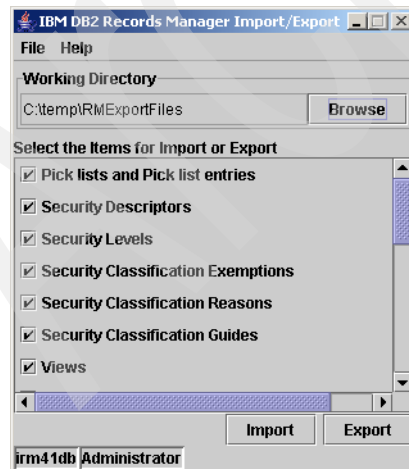 IBM DB2 Records Manager Import/Export
File Help
Working Directory
C:\temp\RMExportFiles Browse
Select the Items for Import or Export
Pick lists and Pick list entries
Security Descriptors
Security Levels
Security Classification Exemptions
Security Classification Reasons
Security Classification Guides
Views
Import Export
irm41db Administrator